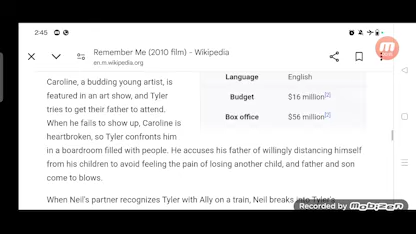 2:45
Remember Me (2010 film) - Wikipedia
en.m.wikipedia.org
Caroline, a budding young artist, is
featured in an art show, and Tyler
tries to get their father to attend.
When he fails to show up, Caroline is
heartbroken, so Tyler confronts him
in a boardroom filled with people. He accuses his father of willingly distancing himself
from his children to avoid feeling the pain of losing another child, and father and son
come to blows.
Language English
Budget $16 million[2]
Box office $56 million[2]
When Neil's partner recognizes Tyler with Ally on a train, Neil breaks into Tyler's
Recorded by
mobizen